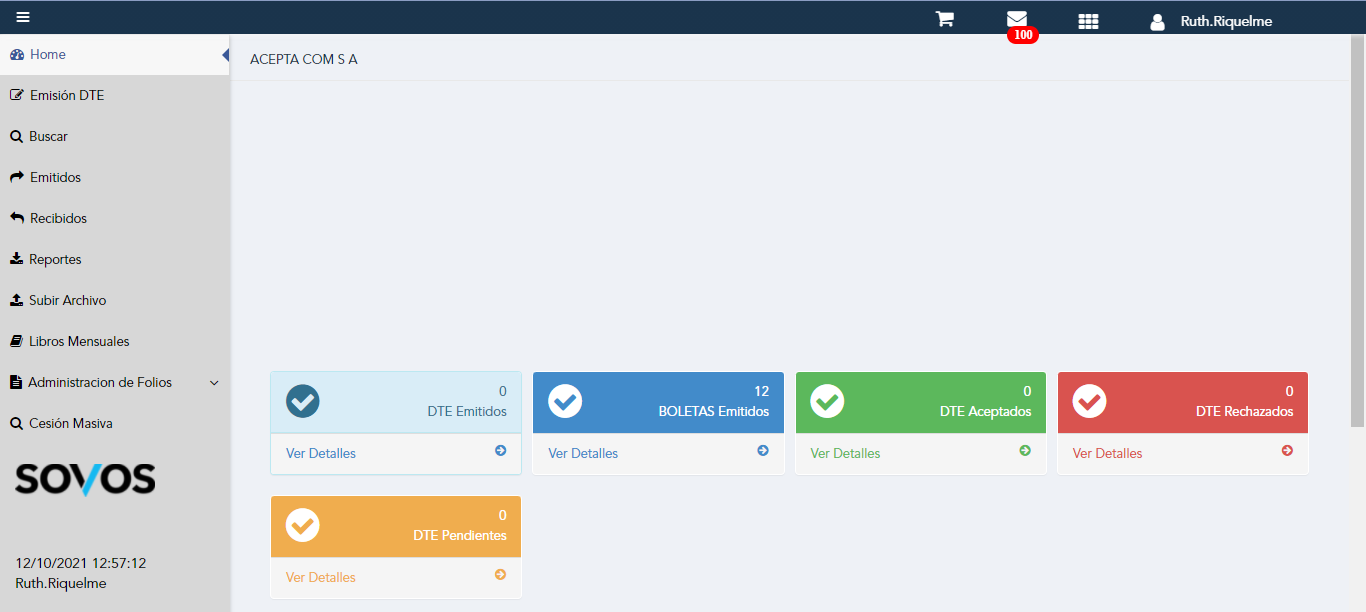 100
Ruth.Riquelme
Home
Emisión DTE
Buscar
Emitidos
Recibidos
Reportes
Subir Archivo
Libros Mensuales
Administracion de Folios
Cesión Masiva
SOVOS
12/10/2021 12:57:12
Ruth.Riquelme
ACEPTA COM S A
0
DTE Emitidos
Ver Detalles
12
BOLETAS Emitidos
Ver Detalles
0
DTE Aceptados
Ver Detalles
0
DTE Rechazados
Ver Detalles
0
DTE Pendientes
Ver Detalles